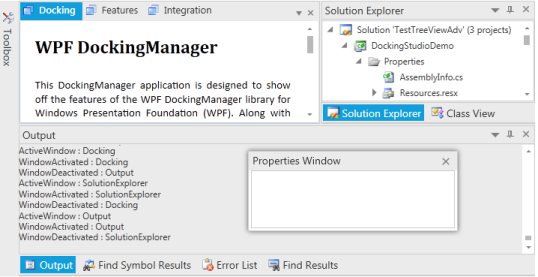 Toolbox
Docking Features Integration
WPF DockingManager
This DockingManager application is designed to show
off the features of the WPF DockingManager library for
Windows Presentation Foundation (WPF). Along with
Solution Explorer
Solution 'TestTreeViewAdv' (3 projects)
DockingStudioDemo
Properties
AssemblyInfo.cs
Resources.resx
Solution Explorer Class View
Output
ActiveWindow : Docking
WindowActivated : Docking
WindowDeactivated : Output
ActiveWindow : SolutionExplorer
WindowActivated : SolutionExplorer
WindowDeactivated : Docking
ActiveWindow : Output
WindowActivated : Output
WindowDeactivated : SolutionExplorer
Properties Window
Output Find Symbol Results Error List Find Results